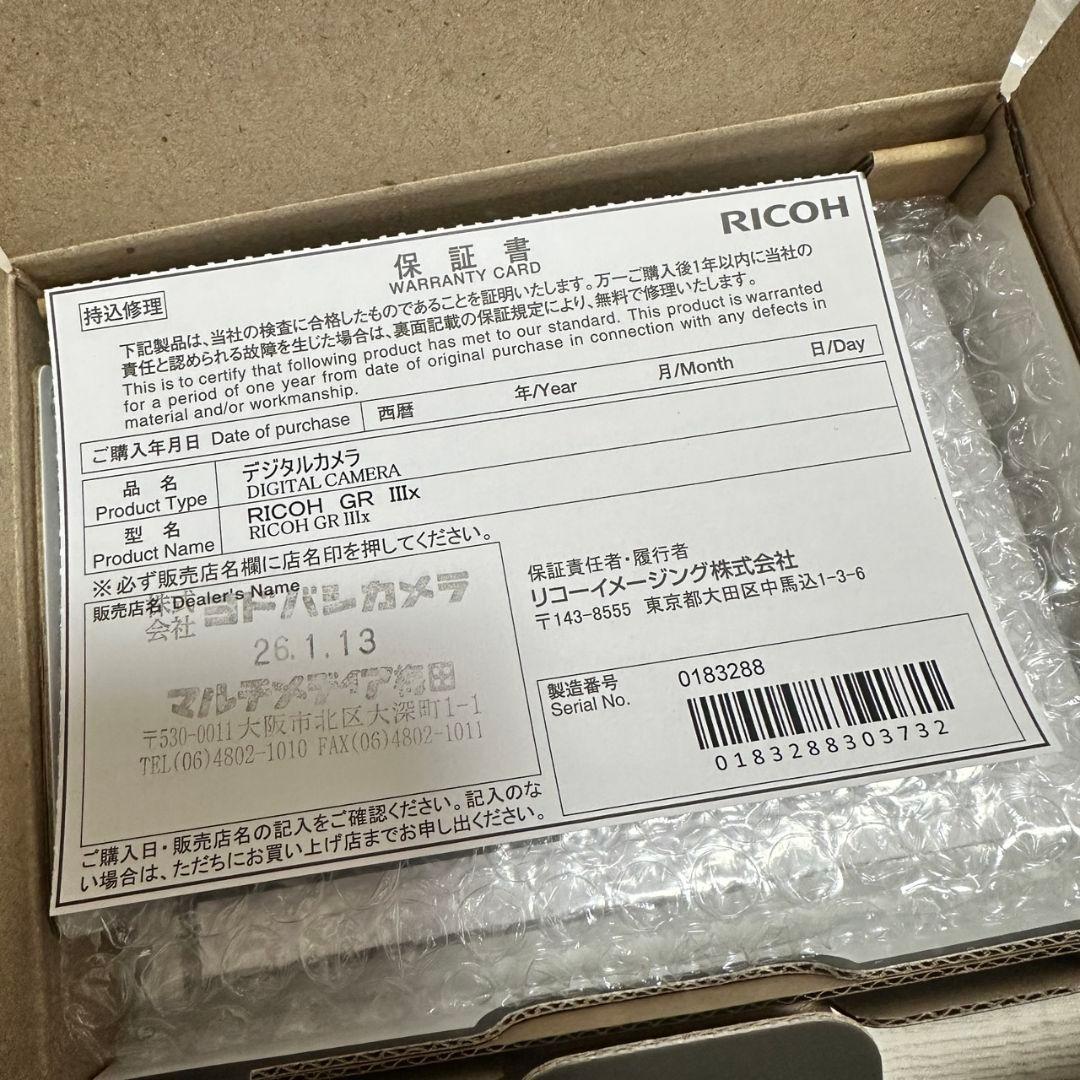 RICOH
保証書
WARRANTY CARD
持込修理
下記製品は、当社の検査に合格したものであることを証明いたします。万一ご購入後1年以内に当社の
責任と認められる故障を生じた場合は、裏面記載の保証規定により、無料で修理いたします。
This is to certify that following product has met to our standard. This product is warranted
for a period of one year from date of original purchase in connection with any defects in
material and/or workmanship.
ご購入年月日 Date of purchase 西暦 年/Year 月/Month 日/Day
品名 デジタルカメラ
Product Type DIGITAL CAMERA
型名 RICOH GR IIIx
Product Name RICOH GR IIIx
※必ず販売店名欄に店名印を押してください。
販売店名 Dealer's Name
株式会社 ヨドバシカメラ
26.1.13
マルチメディア梅田
〒530-0011大阪市北区大深町1-1
TEL(06)4802-1010 FAX(06)4802-1011
ご購入日・販売店名の記入をご確認ください。記入のな
い場合は、ただちにお買い上げ店までお申し出ください。
保証責任者・履行者
リコーイメージング株式会社
〒143-8555 東京都大田区中馬込1-3-6
製造番号 0183288
Serial No.
0183288303732